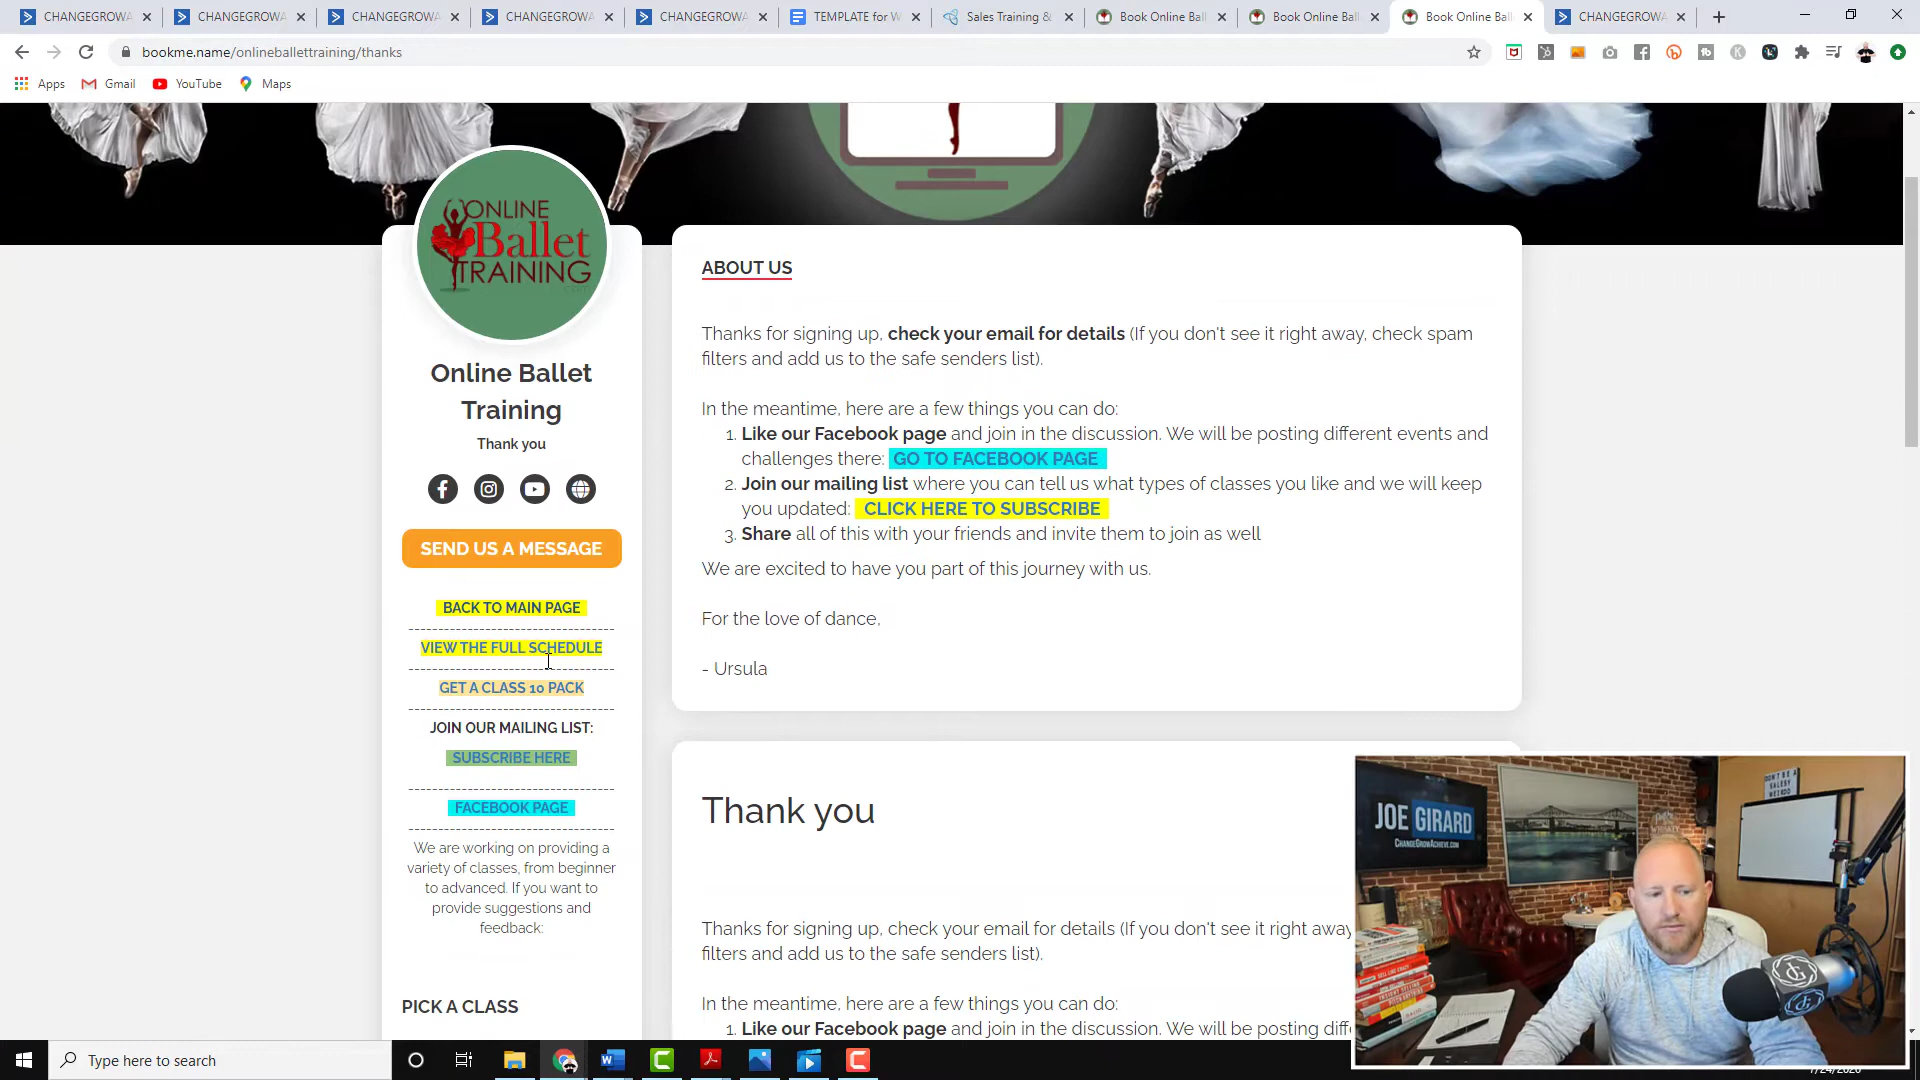 CHANGEGROWA
CHANGEGROWA
CHANGEGROWA
CHANGEGROWA
CHANGEGROWA
TEMPLATE for W
Sales Training &
Book Online Bal
Book Online Bal
Book Online Bal
CHANGEGROWA
bookme.name/onlineballettraining/thanks
Apps
Gmail
YouTube
Maps
ONLINE
Ballet
TRAINING
Online Ballet
Training
Thank you
SEND US A MESSAGE
BACK TO MAIN PAGE
VIEW THE FULL SCHEDULE
GET A CLASS 10 PACK
JOIN OUR MAILING LIST:
SUBSCRIBE HERE
FACEBOOK PAGE
We are working on providing a
variety of classes, from beginner
to advanced. If you want to
provide suggestions and
feedback:
PICK A CLASS
ABOUT US
Thanks for signing up, check your email for details (If you don't see it right away, check spam
filters and add us to the safe senders list).
In the meantime, here are a few things you can do:
1. Like our Facebook page and join in the discussion. We will be posting different events and
challenges there: GO TO FACEBOOK PAGE
2. Join our mailing list where you can tell us what types of classes you like and we will keep
you updated: CLICK HERE TO SUBSCRIBE
3. Share all of this with your friends and invite them to join as well
We are excited to have you part of this journey with us.
For the love of dance,
- Ursula
Thank you
Thanks for signing up, check your email for details (If you don't see it right away
filters and add us to the safe senders list).
In the meantime, here are a few things you can do:
1. Like our Facebook page and join in the discussion. We will be posting diff
JOE GIRARD
CHANGEGROWACHIEVE.COM
DON'T BE
A SALESY
WEIRDO
Type here to search